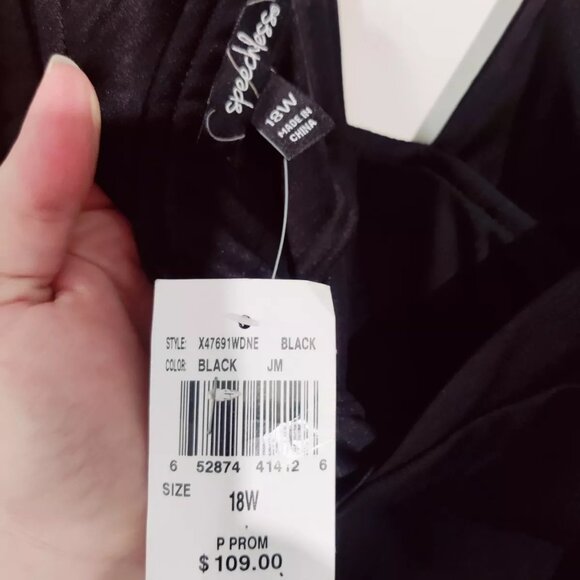 speechless
18W
MADE IN
CHINA
STYLE: X47691WDNE BLACK
COLOR: BLACK JM
6 52874 41412 6
SIZE 18W
P PROM
$109.00